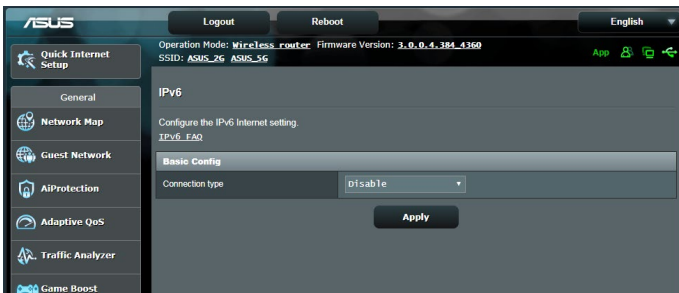 ASUS
Logout Reboot English
Quick Internet Setup
Operation Mode: Wireless router Firmware Version: 3.0.0.4.384_4360
SSID: ASUS_2G ASUS_5G
App
General
Network Map
Guest Network
AiProtection
Adaptive QoS
Traffic Analyzer
Game Boost
IPv6
Configure the IPv6 Internet setting.
IPv6 FAQ
Basic Config
Connection type Disable
Apply